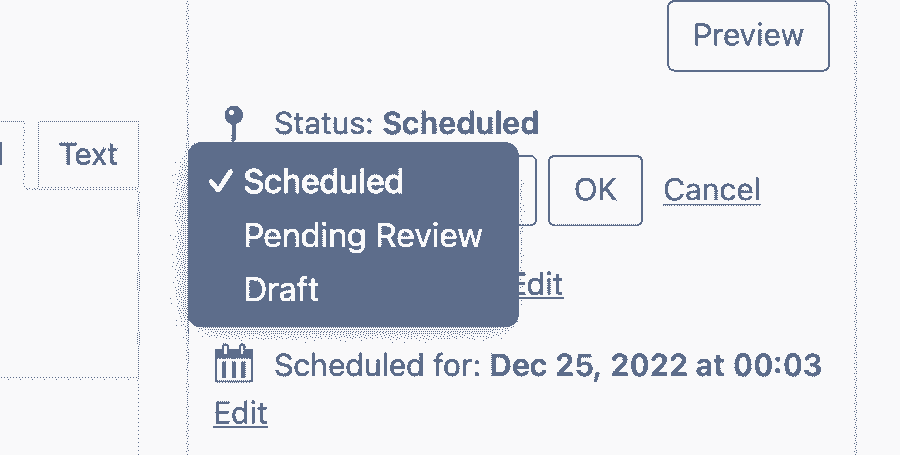 Preview
Status: Scheduled
Text
Scheduled
OK
Cancel
Pending Review
Edit
Draft
Scheduled for: Dec 25, 2022 at 00:03
Edit